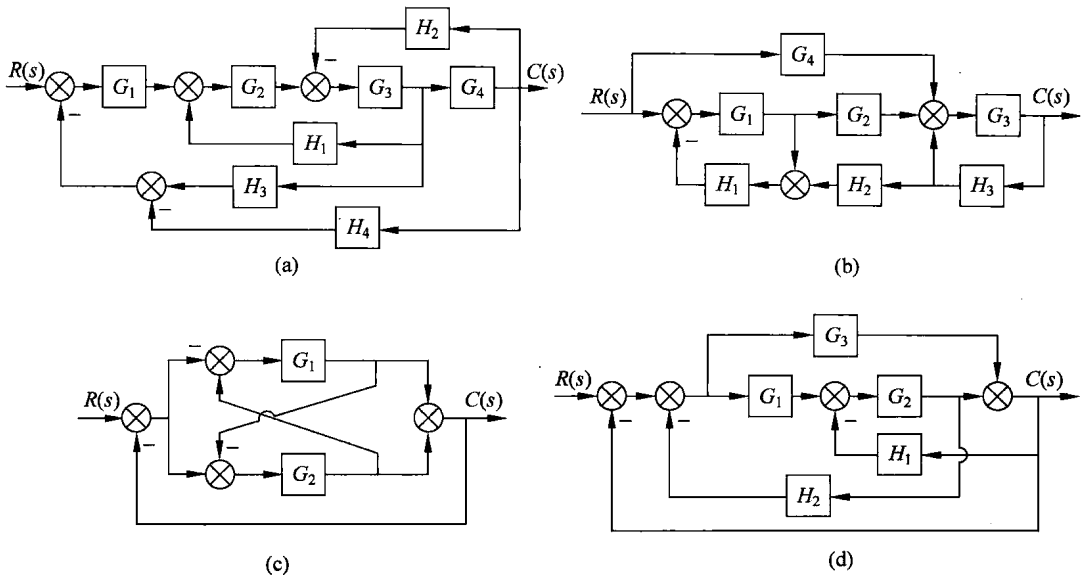 H₂
R(s)
G₁
G₂
−
G₃
G₄
C(s)
−
H₁
H₃
−
H₄
(a)
G₄
R(s)
G₁
G₂
G₃
C(s)
−
H₁
H₂
H₃
(b)
−
G₁
R(s)
C(s)
−
−
G₂
(c)
G₃
R(s)
G₁
G₂
C(s)
−
−
−
H₁
H₂
(d)